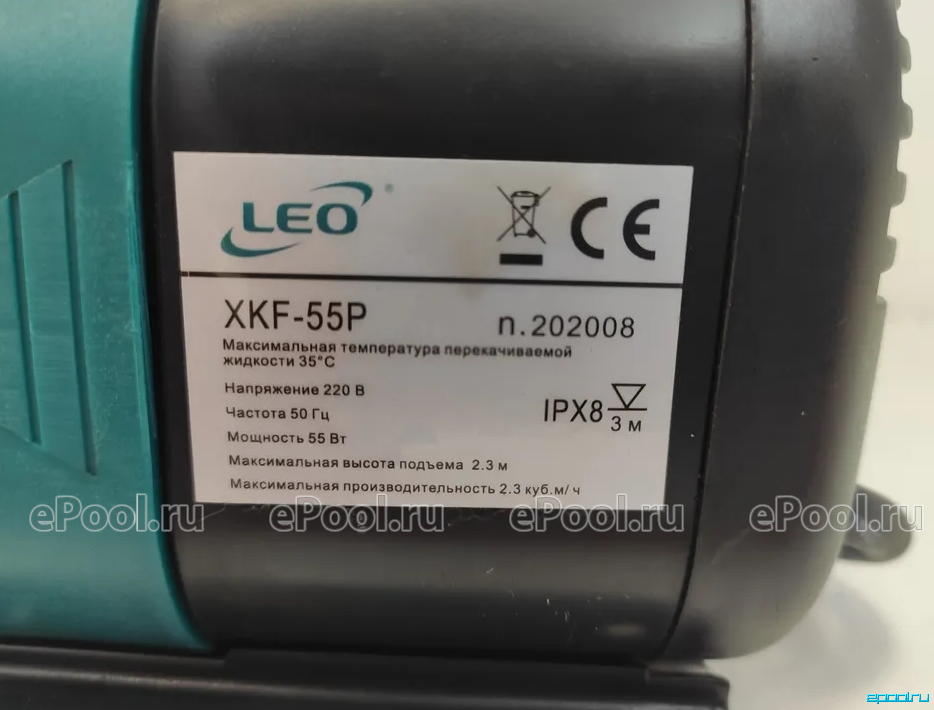 LEO ®
CE
XKF-55P
n.202008
Максимальная температура перекачиваемой
жидкости 35°C
Напряжение 220 В
Частота 50 Гц
IPX8 3 м
Мощность 55 Вт
Максимальная высота подъема 2.3 м
Максимальная производительность 2.3 куб.м/ ч
ePool.ru ePool.ru ePool.ru ePool.ru
epool.ru